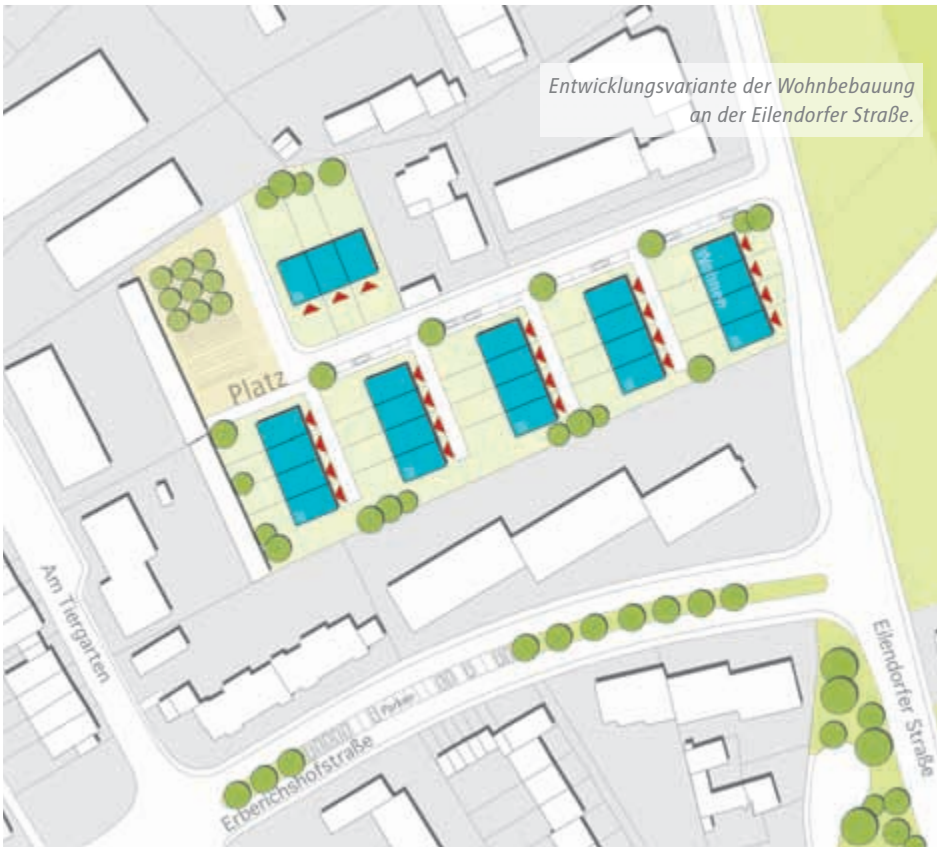 Entwicklungsvariante der Wohnbebauung
an der Eilendorfer Straße.
Wohnen
Platz
Am Tiergarten
Parken
Erberichshofstraße
Eilendorfer Straße